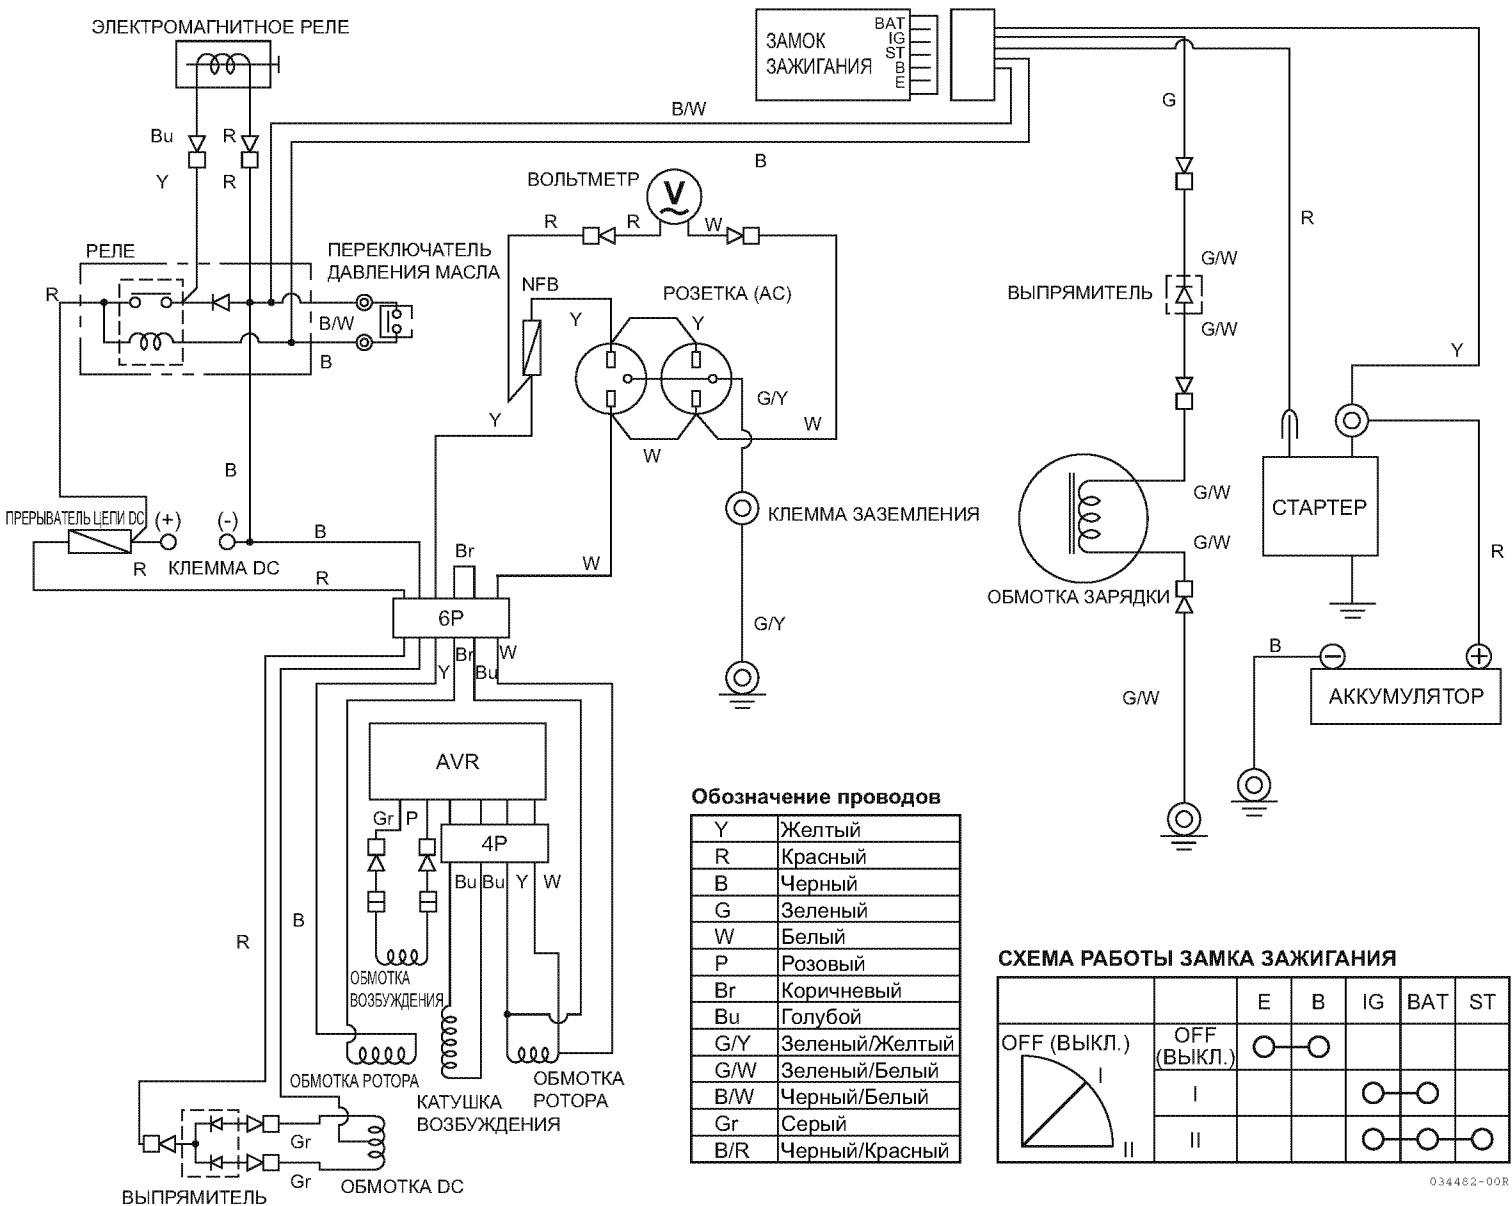 ЭЛЕКТРОМАГНИТНОЕ РЕЛЕ
BAT
IG
ST
B
E
ЗАМОК
ЗАЖИГАНИЯ
B/W
G
Bu
R
B
Y
R
ВОЛЬТМЕТР
V
R
R
W
R
РЕЛЕ
ПЕРЕКЛЮЧАТЕЛЬ
ДАВЛЕНИЯ МАСЛА
G/W
R
NFB
РОЗЕТКА (AC)
ВЫПРЯМИТЕЛЬ
B/W
Y
Y
G/W
B
Y
G/Y
Y
W
W
B
G/W
СТАРТЕР
ПРЕРЫВАТЕЛЬ ЦЕПИ DC
(+)
(-)
B
КЛЕММА ЗАЗЕМЛЕНИЯ
G/W
Br
R
R
КЛЕММА DC
R
W
ОБМОТКА ЗАРЯДКИ
6P
G/Y
Y
Br
Bu
W
B
АККУМУЛЯТОР
G/W
AVR
Gr
P
4P
Bu
Bu
Y
W
R
B
ОБМОТКА
ВОЗБУЖДЕНИЯ
ОБМОТКА РОТОРА
КАТУШКА
ВОЗБУЖДЕНИЯ
ОБМОТКА
РОТОРА
Gr
Gr
ОБМОТКА DC
ВЫПРЯМИТЕЛЬ
Обозначение проводов
Y Желтый
R Красный
B Черный
G Зеленый
W Белый
P Розовый
Br Коричневый
Bu Голубой
G/Y Зеленый/Желтый
G/W Зеленый/Белый
B/W Черный/Белый
Gr Серый
B/R Черный/Красный
СХЕМА РАБОТЫ ЗАМКА ЗАЖИГАНИЯ
E B IG BAT ST
OFF (ВЫКЛ.)
I
II
OFF
(ВЫКЛ.)
I
II
034482-00R